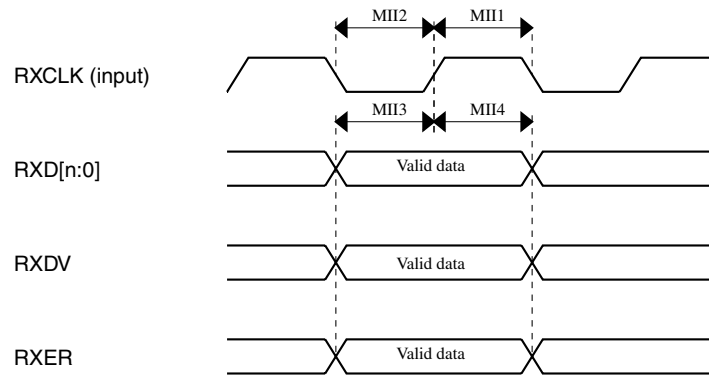 MII2 MII1
RXCLK (input)
MII3 MII4
RXD[n:0] Valid data
RXDV Valid data
RXER Valid data